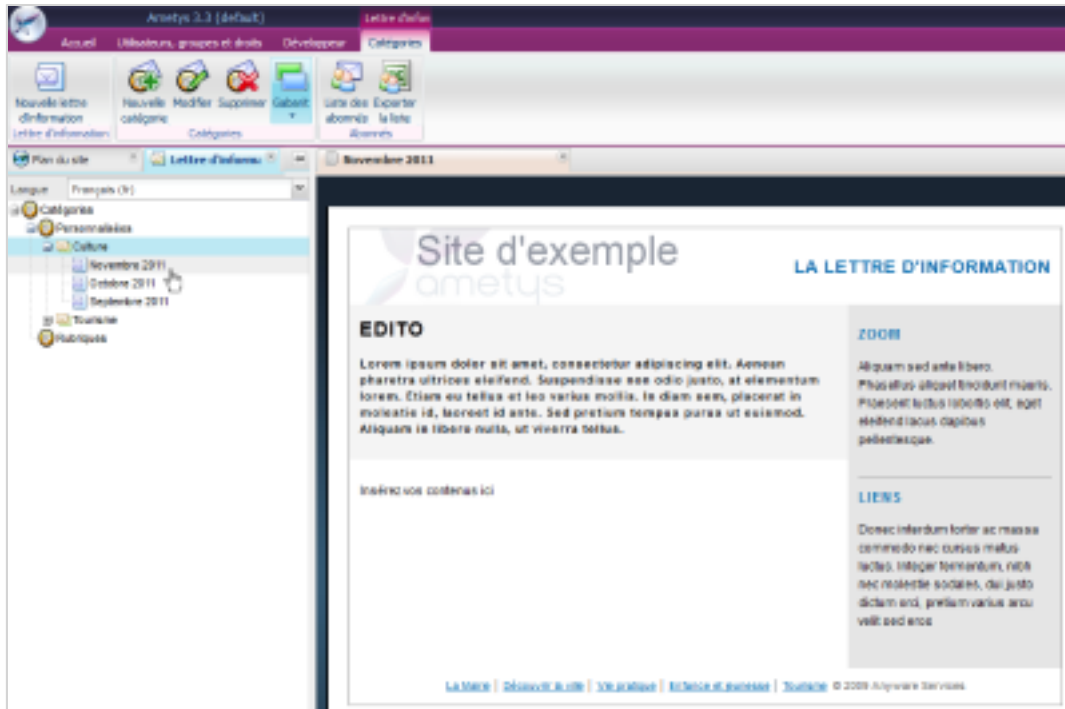 Ametys 3.3 (default)
Lettre d'infor
Accueil Utilisateurs, groupes et droits Développeur Catégories
Nouvelle lettre d'information
Nouvelle catégorie
Modifier
Supprimer
Gabarit
Liste des abonnés
Exporter la liste
Lettre d'information Catégories Abonnés
Plan du site
Lettre d'informa
Novembre 2011
Langue Français (fr)
Catégories
Personnalisées
Culture
Novembre 2011
Octobre 2011
Septembre 2011
Tourisme
Rubriques
Site d'exemple
ametys
LA LETTRE D'INFORMATION
EDITO
Lorem ipsum dolor sit amet, consectetur adipiscing elit. Aenean
pharetra ultrices eleifend. Suspendisse non odio justo, at elementum
lorem. Etiam eu tellus et leo varius mollis. In diam sem, placerat in
molestie id, laoreet id ante. Sed pretium tempus purus ut euismod.
Aliquam in libero nulla, ut viverra tellus.
Insérez vos contenus ici
ZOOM
Aliquam sed ante libero.
Phasellus aliquet tincidunt mauris.
Praesent luctus lobortis elit, eget
eleifend lacus dapibus
pellentesque.
LIENS
Donec interdum tortor ac massa
commodo nec cursus metus
luctus. Integer fermentum, nibh
nec molestie sodales, dui justo
dictum orci, pretium varius arcu
velit sed eros
La Mairie | Découvrir la ville | Vie pratique | Enfance et jeunesse | Tourisme © 2009 Anyware Services